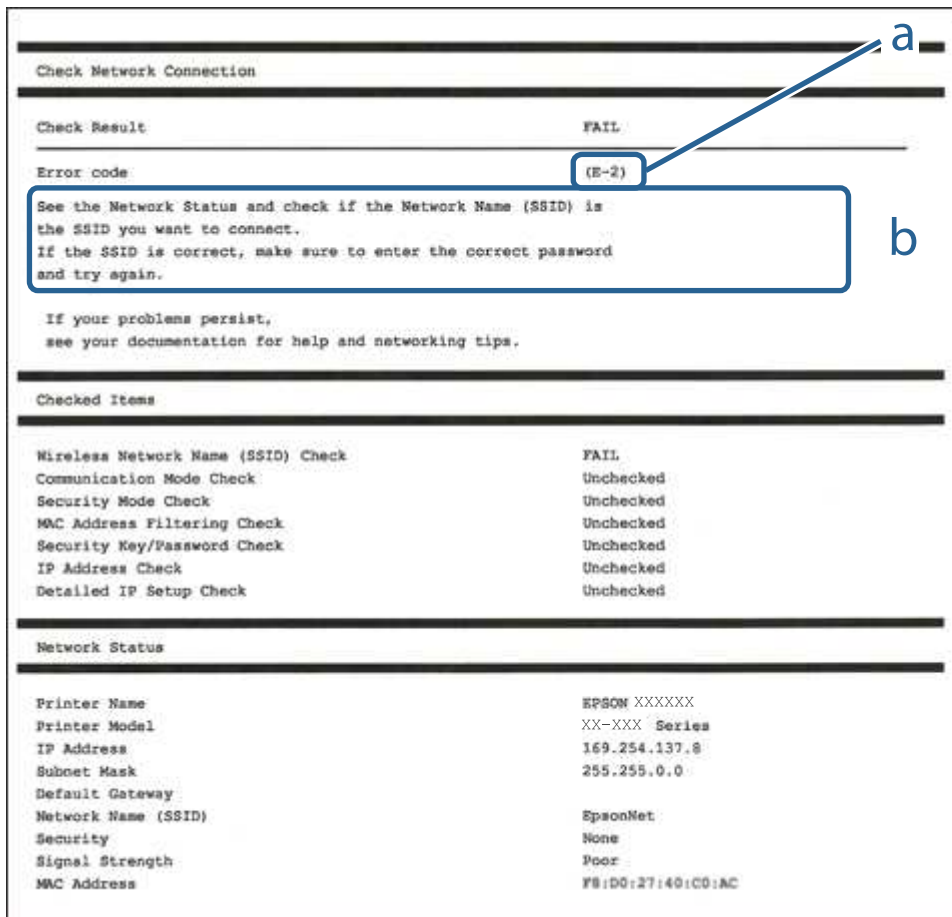 a
Check Network Connection
Check Result FAIL
Error code (E-2)
See the Network Status and check if the Network Name (SSID) is
the SSID you want to connect.
If the SSID is correct, make sure to enter the correct password
and try again.
b
If your problems persist,
see your documentation for help and networking tips.
Checked Items
Wireless Network Name (SSID) Check FAIL
Communication Mode Check Unchecked
Security Mode Check Unchecked
MAC Address Filtering Check Unchecked
Security Key/Password Check Unchecked
IP Address Check Unchecked
Detailed IP Setup Check Unchecked
Network Status
Printer Name EPSON XXXXXX
Printer Model XX-XXX Series
IP Address 169.254.137.8
Subnet Mask 255.255.0.0
Default Gateway
Network Name (SSID) EpsonNet
Security None
Signal Strength Poor
MAC Address F8:D0:27:40:C0:AC